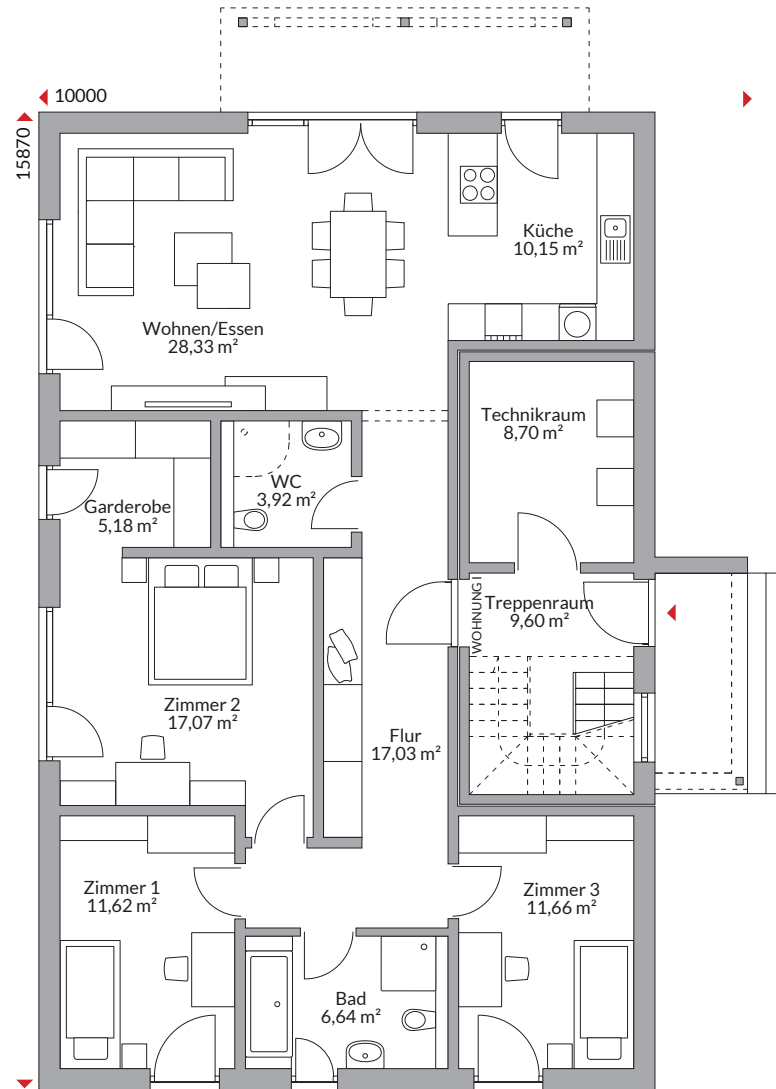 10000
15870
Küche
10,15 m²
Wohnen/Essen
28,33 m²
Technikraum
8,70 m²
WC
3,92 m²
Garderobe
5,18 m²
WOHNUNG I
Treppenraum
9,60 m²
Zimmer 2
17,07 m²
Flur
17,03 m²
Zimmer 1
11,62 m²
Zimmer 3
11,66 m²
Bad
6,64 m²